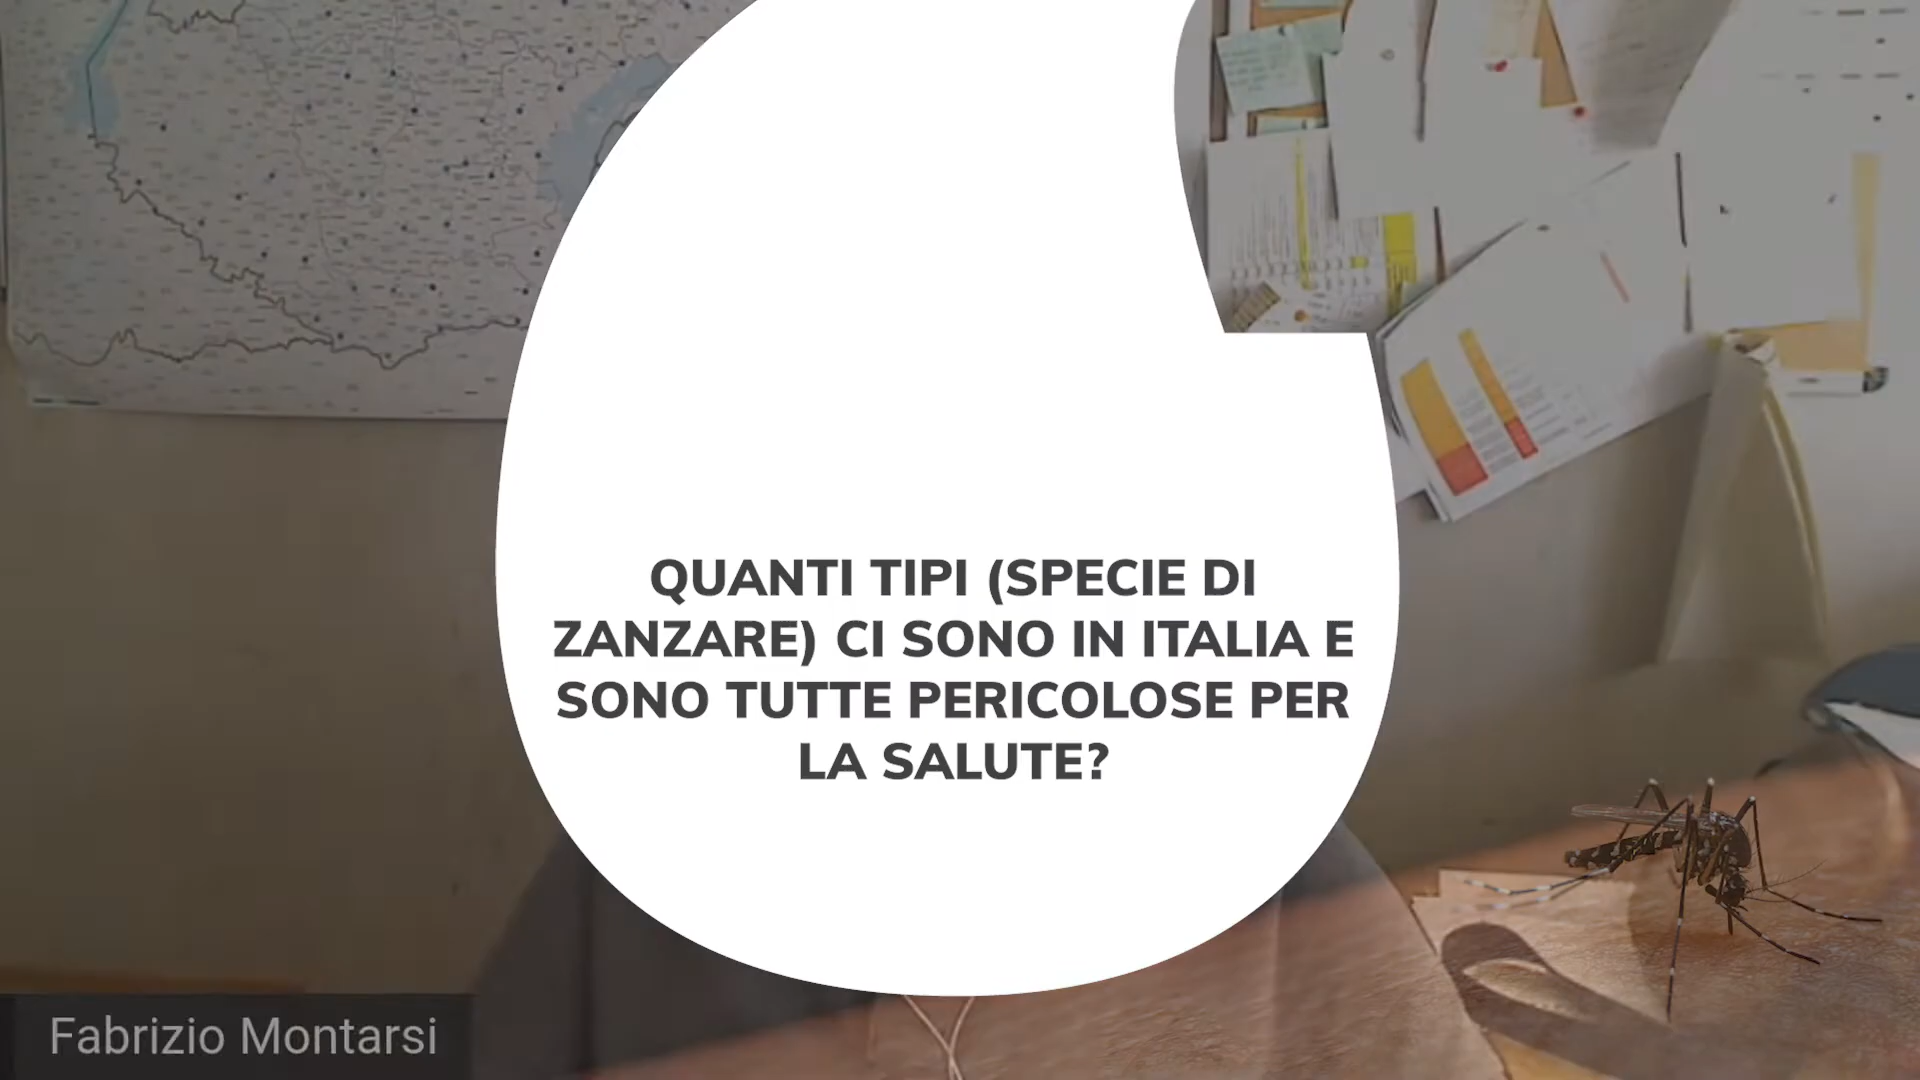 QUANTI TIPI (SPECIE DI
ZANZARE) CI SONO IN ITALIA E
SONO TUTTE PERICOLOSE PER
LA SALUTE?
Fabrizio Montarsi